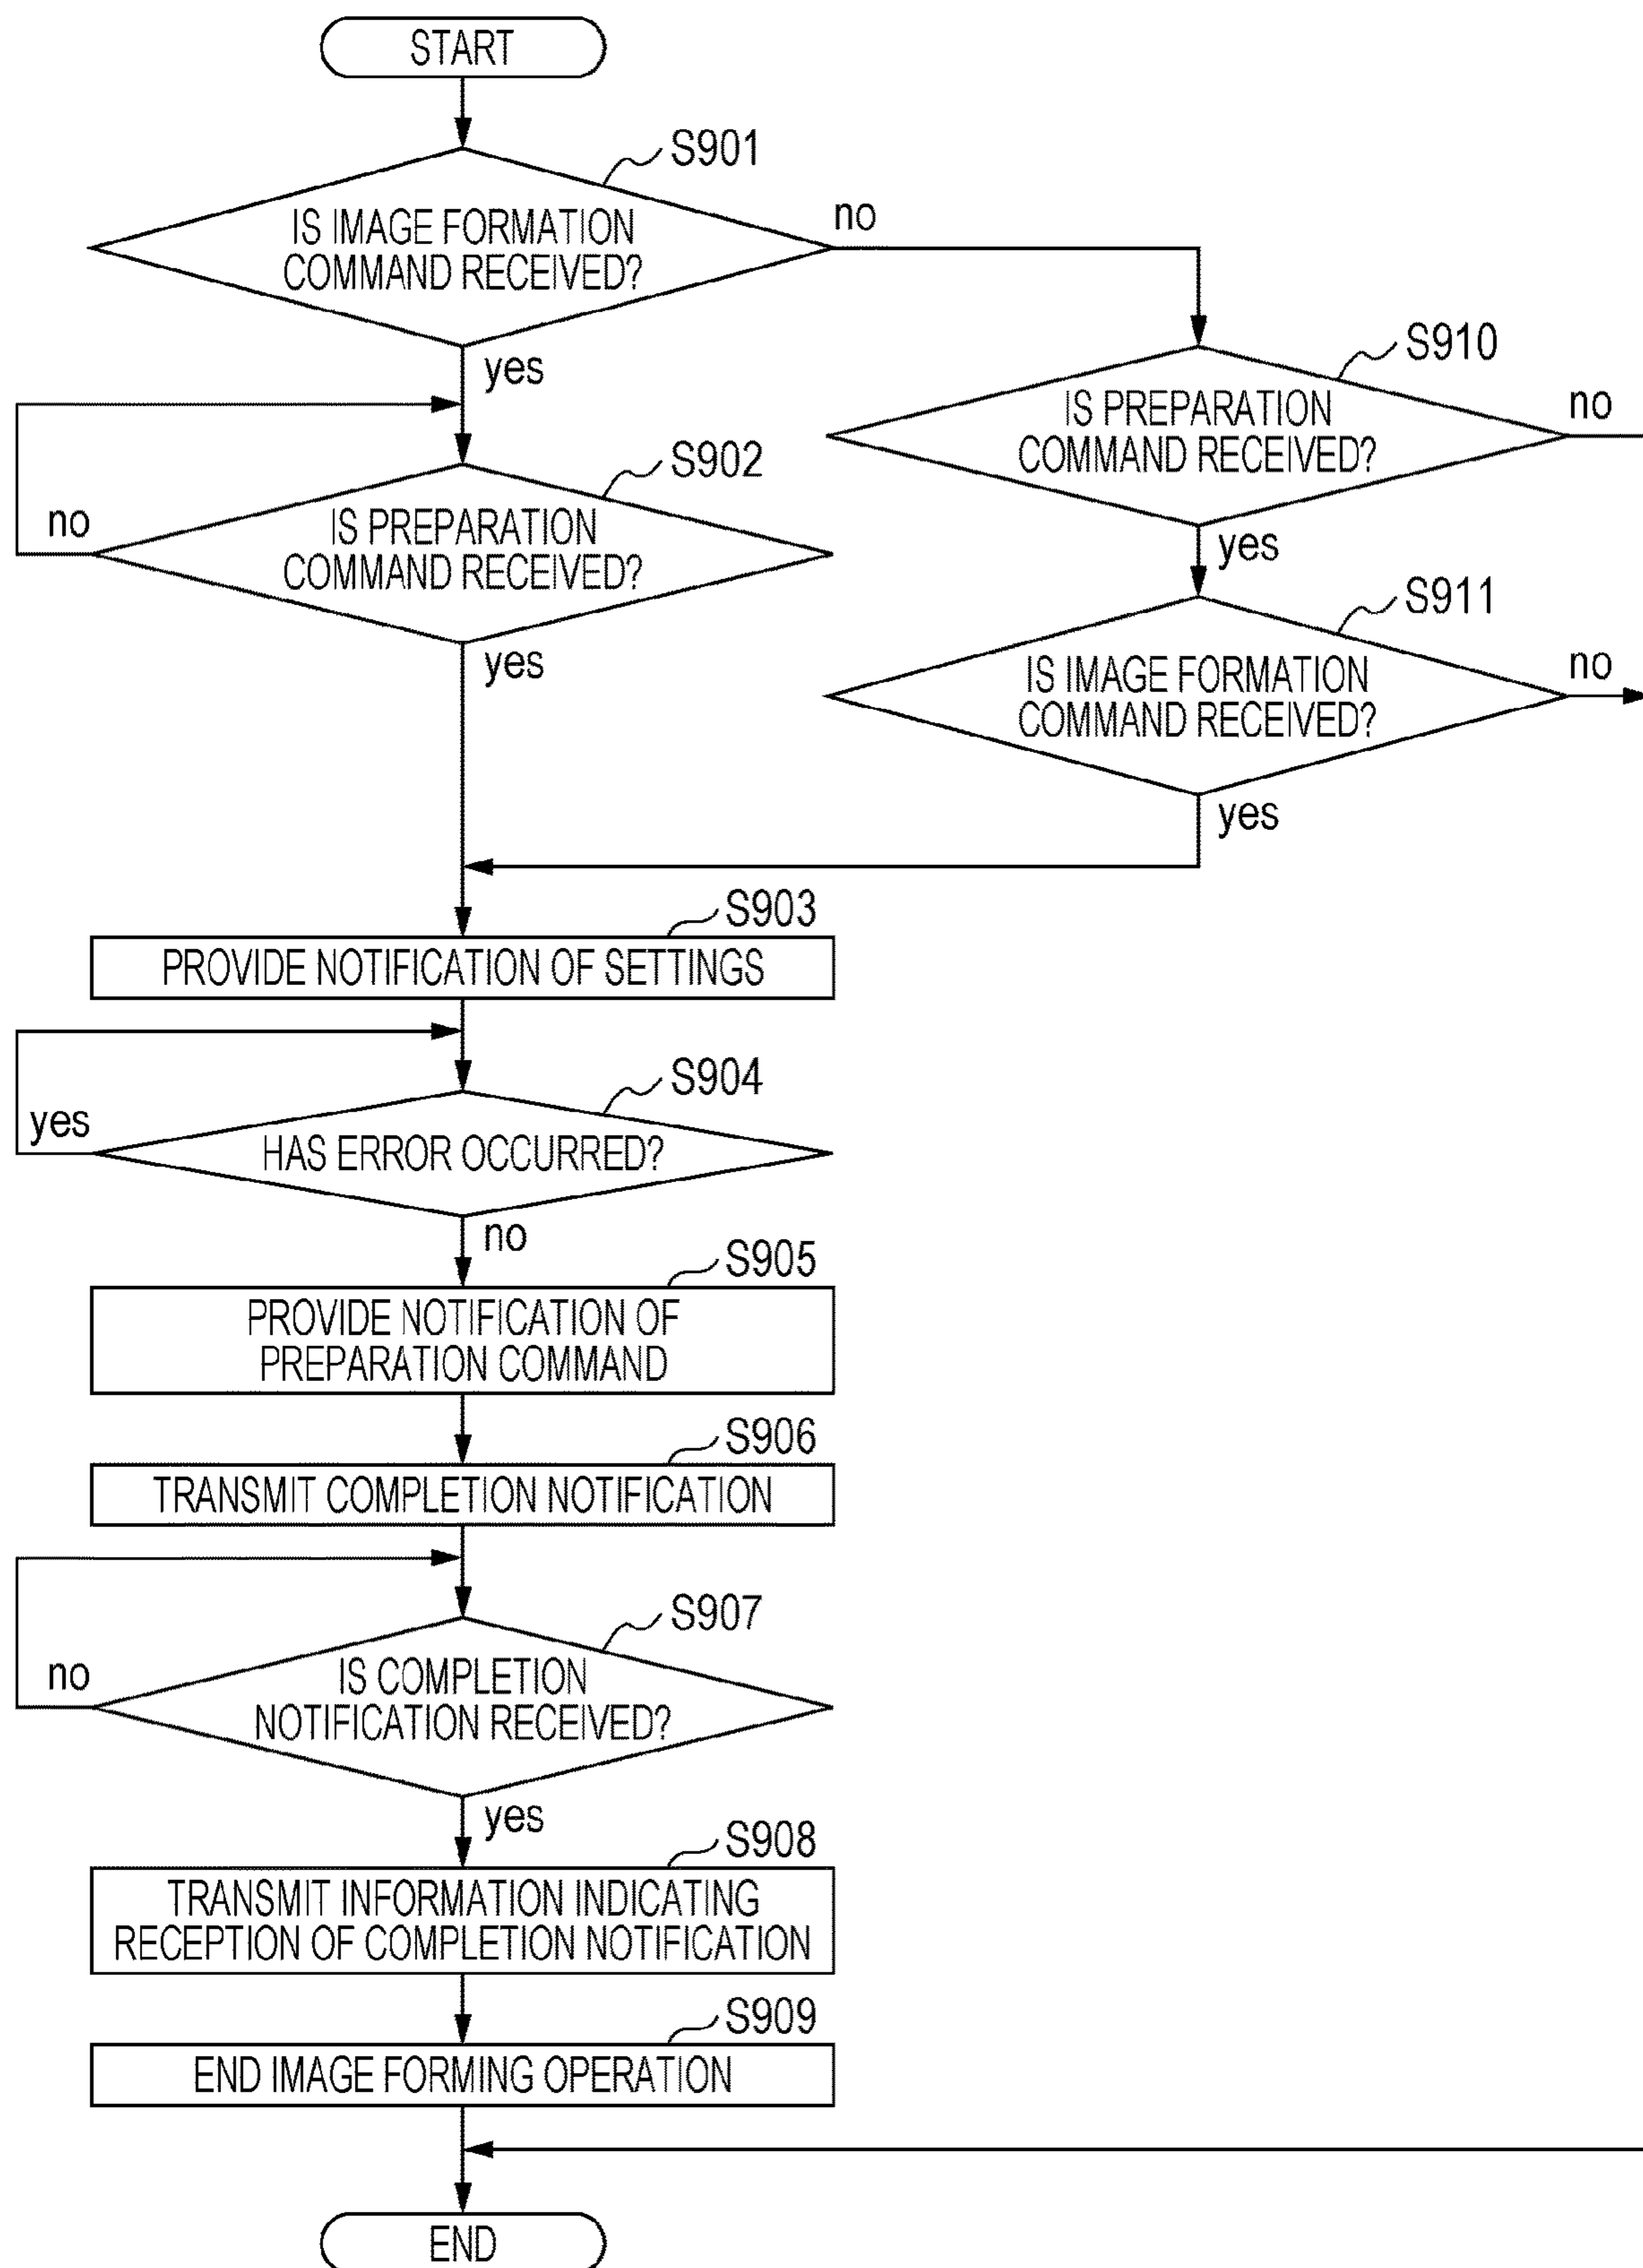 START
S901
IS IMAGE FORMATION
COMMAND RECEIVED?
no
yes
S910
IS PREPARATION
COMMAND RECEIVED?
no
yes
S902
IS PREPARATION
COMMAND RECEIVED?
no
yes
S911
IS IMAGE FORMATION
COMMAND RECEIVED?
no
yes
S903
PROVIDE NOTIFICATION OF SETTINGS
S904
HAS ERROR OCCURRED?
yes
no
S905
PROVIDE NOTIFICATION OF
PREPARATION COMMAND
S906
TRANSMIT COMPLETION NOTIFICATION
S907
IS COMPLETION
NOTIFICATION RECEIVED?
no
yes
S908
TRANSMIT INFORMATION INDICATING
RECEPTION OF COMPLETION NOTIFICATION
S909
END IMAGE FORMING OPERATION
END